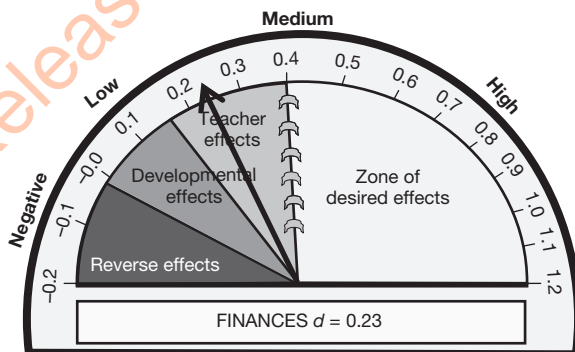 Releas
Medium
Low
High
Negative
-0.2
-0.1
-0.0
0.1
0.2
0.3
0.4
0.5
0.6
0.7
0.8
0.9
1.0
1.1
1.2
Teacher
effects
Developmental
effects
Reverse effects
Zone of
desired effects
FINANCES d = 0.23